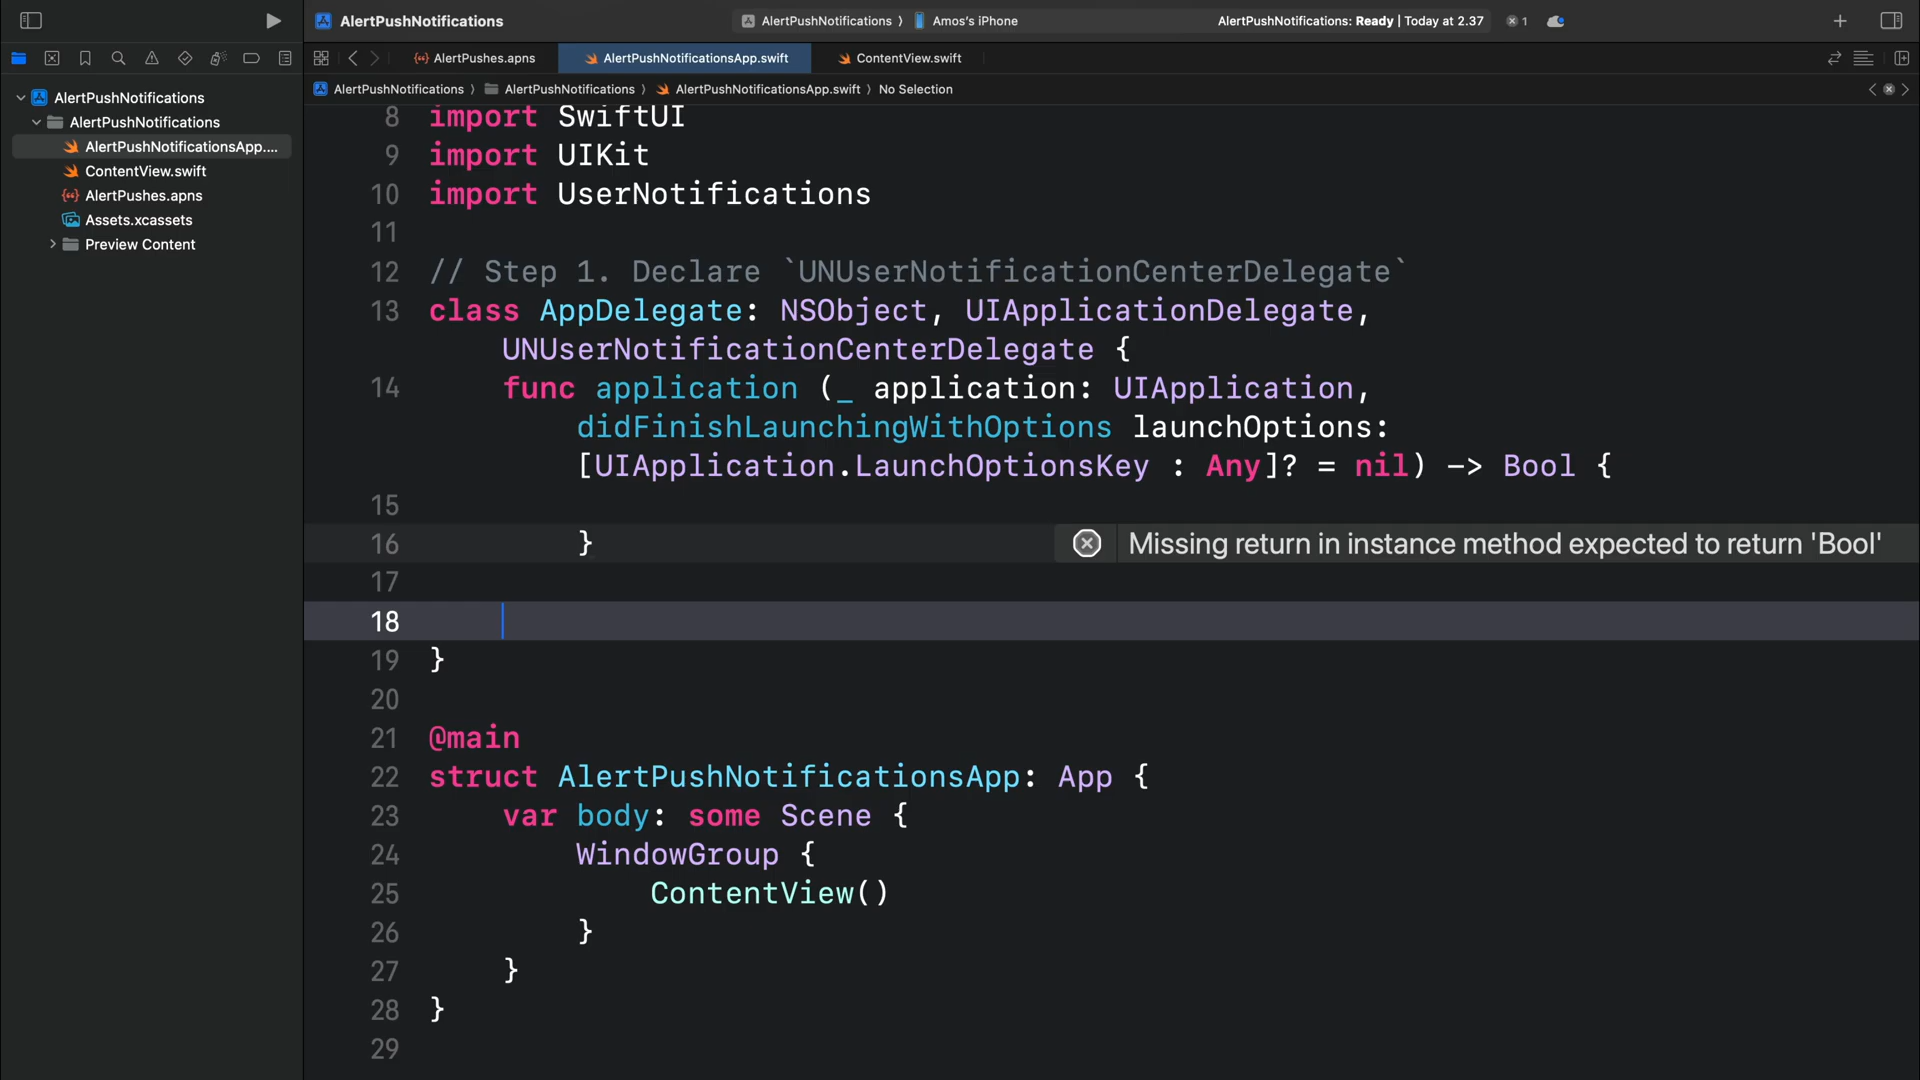 AlertPushNotifications
AlertPushNotifications 〉 Amos's iPhone
AlertPushNotifications: Ready | Today at 2.37
1
AlertPushes.apns
AlertPushNotificationsApp.swift
ContentView.swift
AlertPushNotifications 〉 AlertPushNotifications 〉 AlertPushNotificationsApp.swift 〉 No Selection
AlertPushNotifications
AlertPushNotifications
AlertPushNotificationsApp....
ContentView.swift
AlertPushes.apns
Assets.xcassets
Preview Content
8 import SwiftUI
9 import UIKit
10 import UserNotifications
11
12 // Step 1. Declare `UNUserNotificationCenterDelegate`
13 class AppDelegate: NSObject, UIApplicationDelegate,
UNUserNotificationCenterDelegate {
14 func application (_ application: UIApplication,
didFinishLaunchingWithOptions launchOptions:
[UIApplication.LaunchOptionsKey : Any]? = nil) -> Bool {
15
16 } Missing return in instance method expected to return 'Bool'
17
18
19 }
20
21 @main
22 struct AlertPushNotificationsApp: App {
23 var body: some Scene {
24 WindowGroup {
25 ContentView()
26 }
27 }
28 }
29